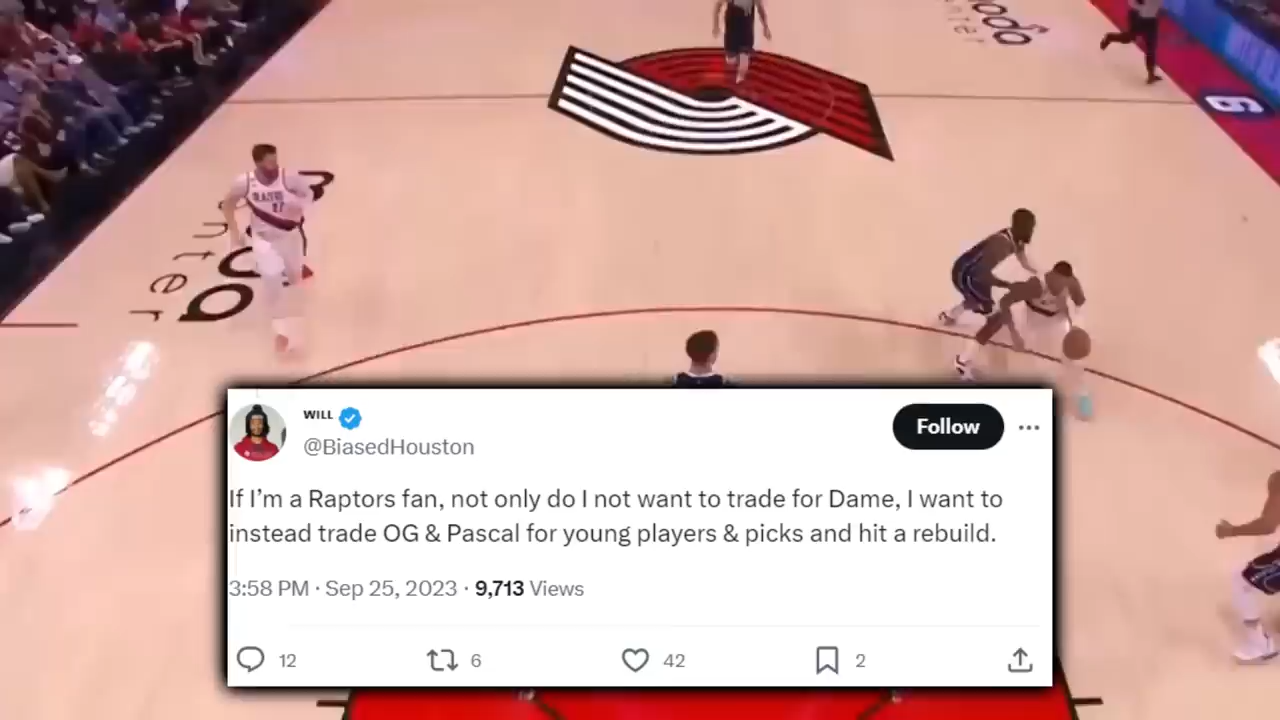 WILL
@BiasedHouston
Follow
If I'm a Raptors fan, not only do I not want to trade for Dame, I want to
instead trade OG & Pascal for young players & picks and hit a rebuild.
3:58 PM · Sep 25, 2023 · 9,713 Views
12
6
42
2